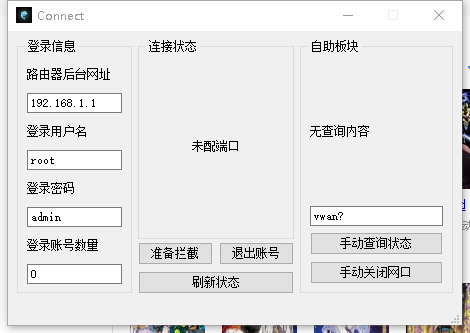 Connect
登录信息
路由器后台网址
192.168.1.1
登录用户名
root
登录密码
admin
登录账号数量
0
连接状态
未配端口
准备拦截
退出账号
刷新状态
自助板块
无查询内容
vwan?
手动查询状态
手动关闭网口